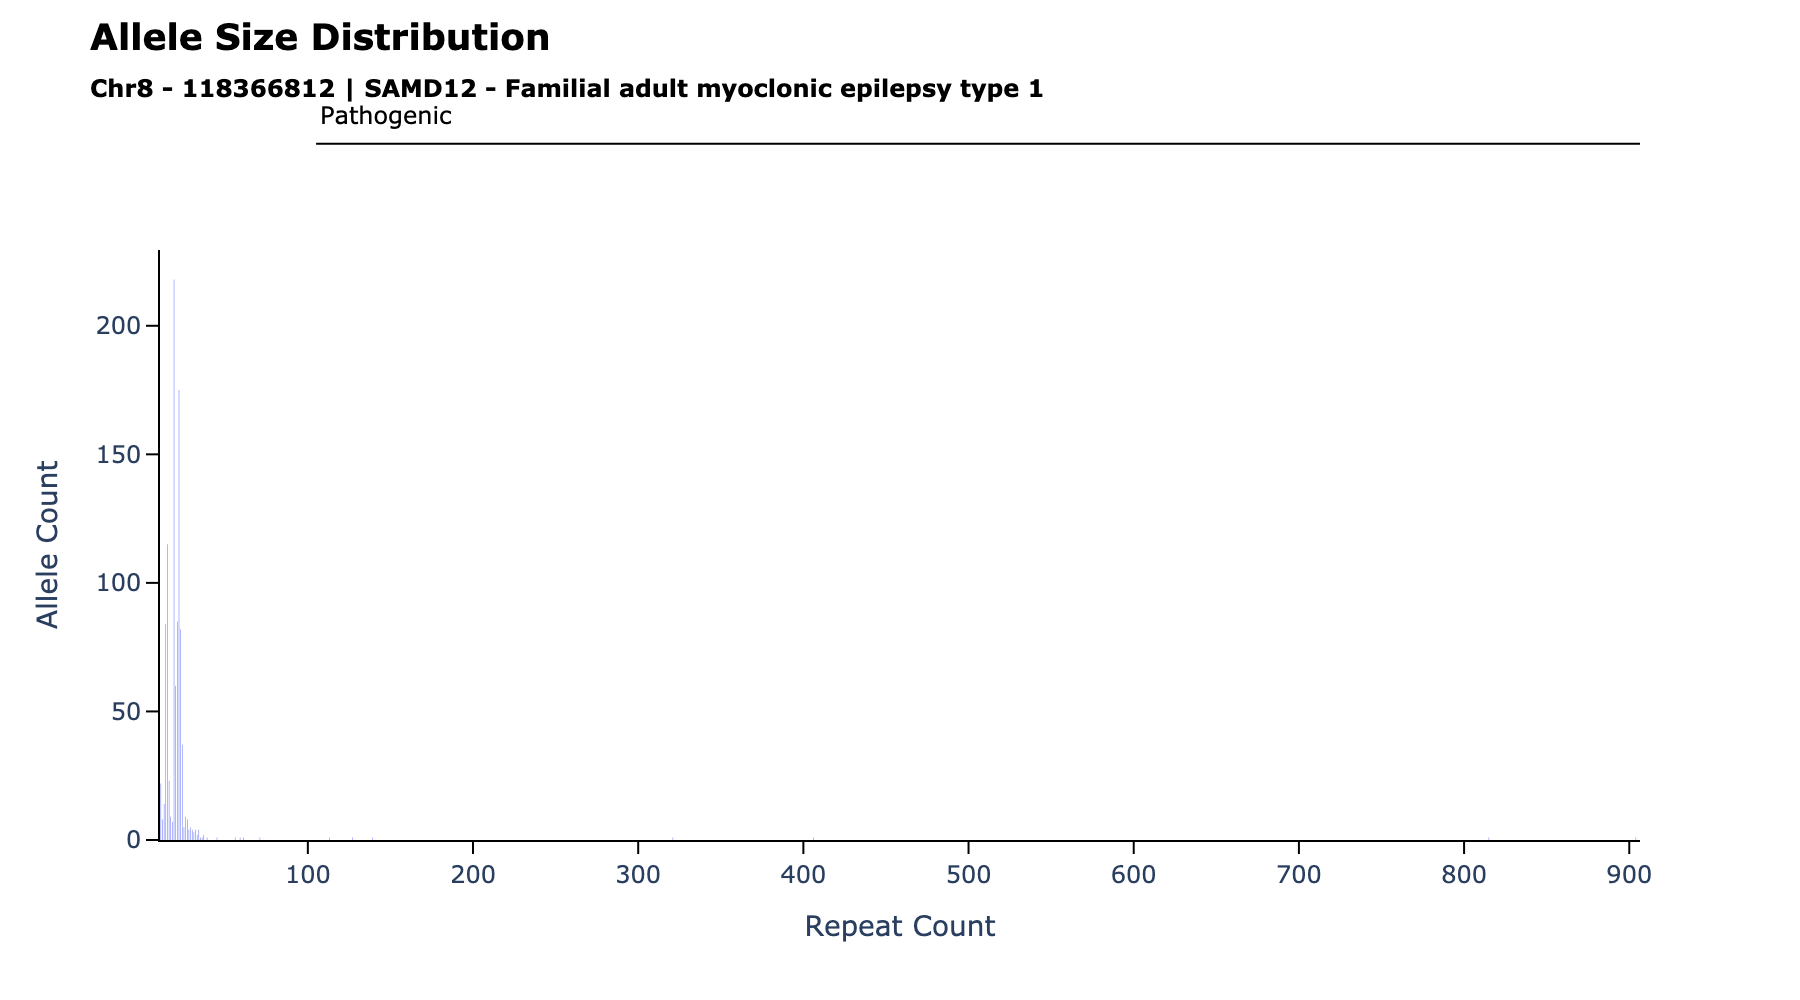 Allele Size Distribution
Chr8 - 118366812 | SAMD12 - Familial adult myoclonic epilepsy type 1
Pathogenic
Allele Count
200
150
100
50
0
100 200 300 400 500 600 700 800 900
Repeat Count